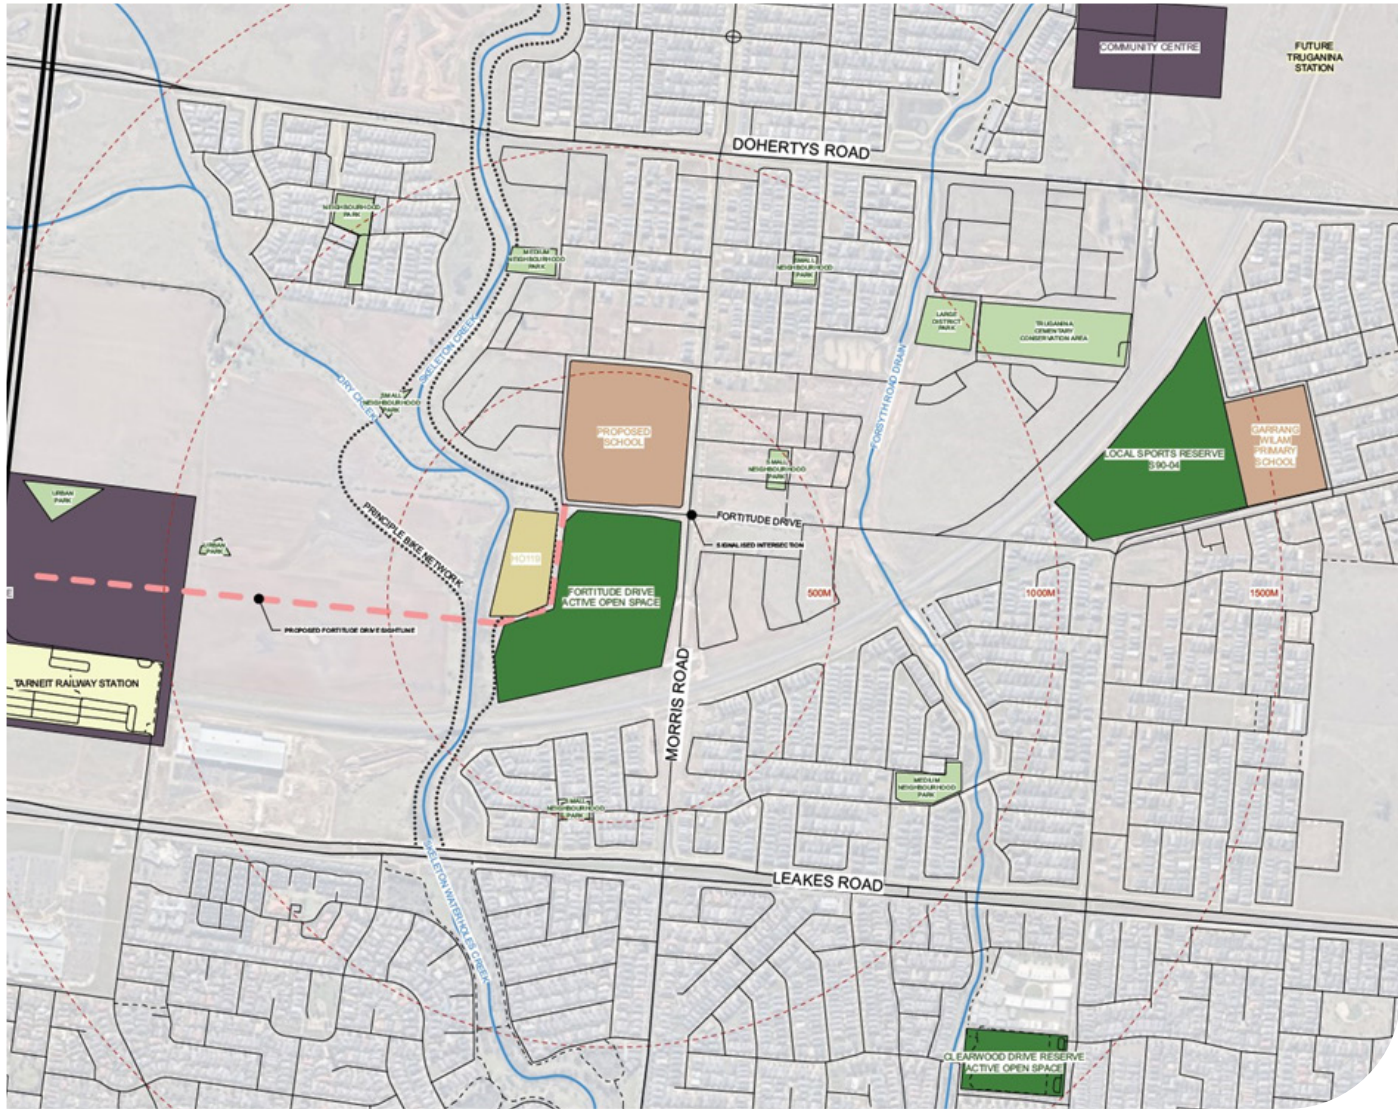 COMMUNITY CENTRE
FUTURE
TRUGANINA
STATION
DOHERTYS ROAD
NEIGHBOURHOOD
PARK
MEDIUM
NEIGHBOURHOOD
PARK
SMALL
NEIGHBOURHOOD
PARK
LARGE
DISTRICT
PARK
TRUGANINA
CEMENTARY
CONSERVATION AREA
SKELETON CREEK
DRY CREEK
SMALL
NEIGHBOURHOOD
PARK
FORSYTH ROAD DRAIN
PROPOSED
SCHOOL
LOCAL SPORTS RESERVE
S90-04
GARRANG
WILAM
PRIMARY
SCHOOL
SMALL
NEIGHBOURHOOD
PARK
URBAN
PARK
URBAN
PARK
PRINCIPLE BIKE NETWORK
FORTITUDE DRIVE
SIGNALISED INTERSECTION
HO119
FORTITUDE DRIVE
ACTIVE OPEN SPACE
500M
1000M
1500M
E
PROPOSED FORTITUDE DRIVE SIGHTLINE
TARNEIT RAILWAY STATION
MORRIS ROAD
MEDIUM
NEIGHBOURHOOD
PARK
SMALL
NEIGHBOURHOOD
PARK
LEAKES ROAD
SKELETON WATERHOLES CREEK
CLEARWOOD DRIVE RESERVE
ACTIVE OPEN SPACE